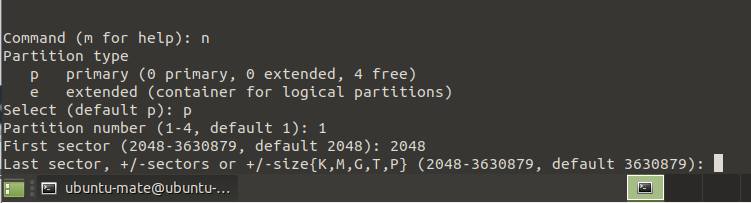 Command (m for help): n
Partition type
   p   primary (0 primary, 0 extended, 4 free)
   e   extended (container for logical partitions)
Select (default p): p
Partition number (1-4, default 1): 1
First sector (2048-3630879, default 2048): 2048
Last sector, +/-sectors or +/-size{K,M,G,T,P} (2048-3630879, default 3630879):
ubuntu-mate@ubuntu-...